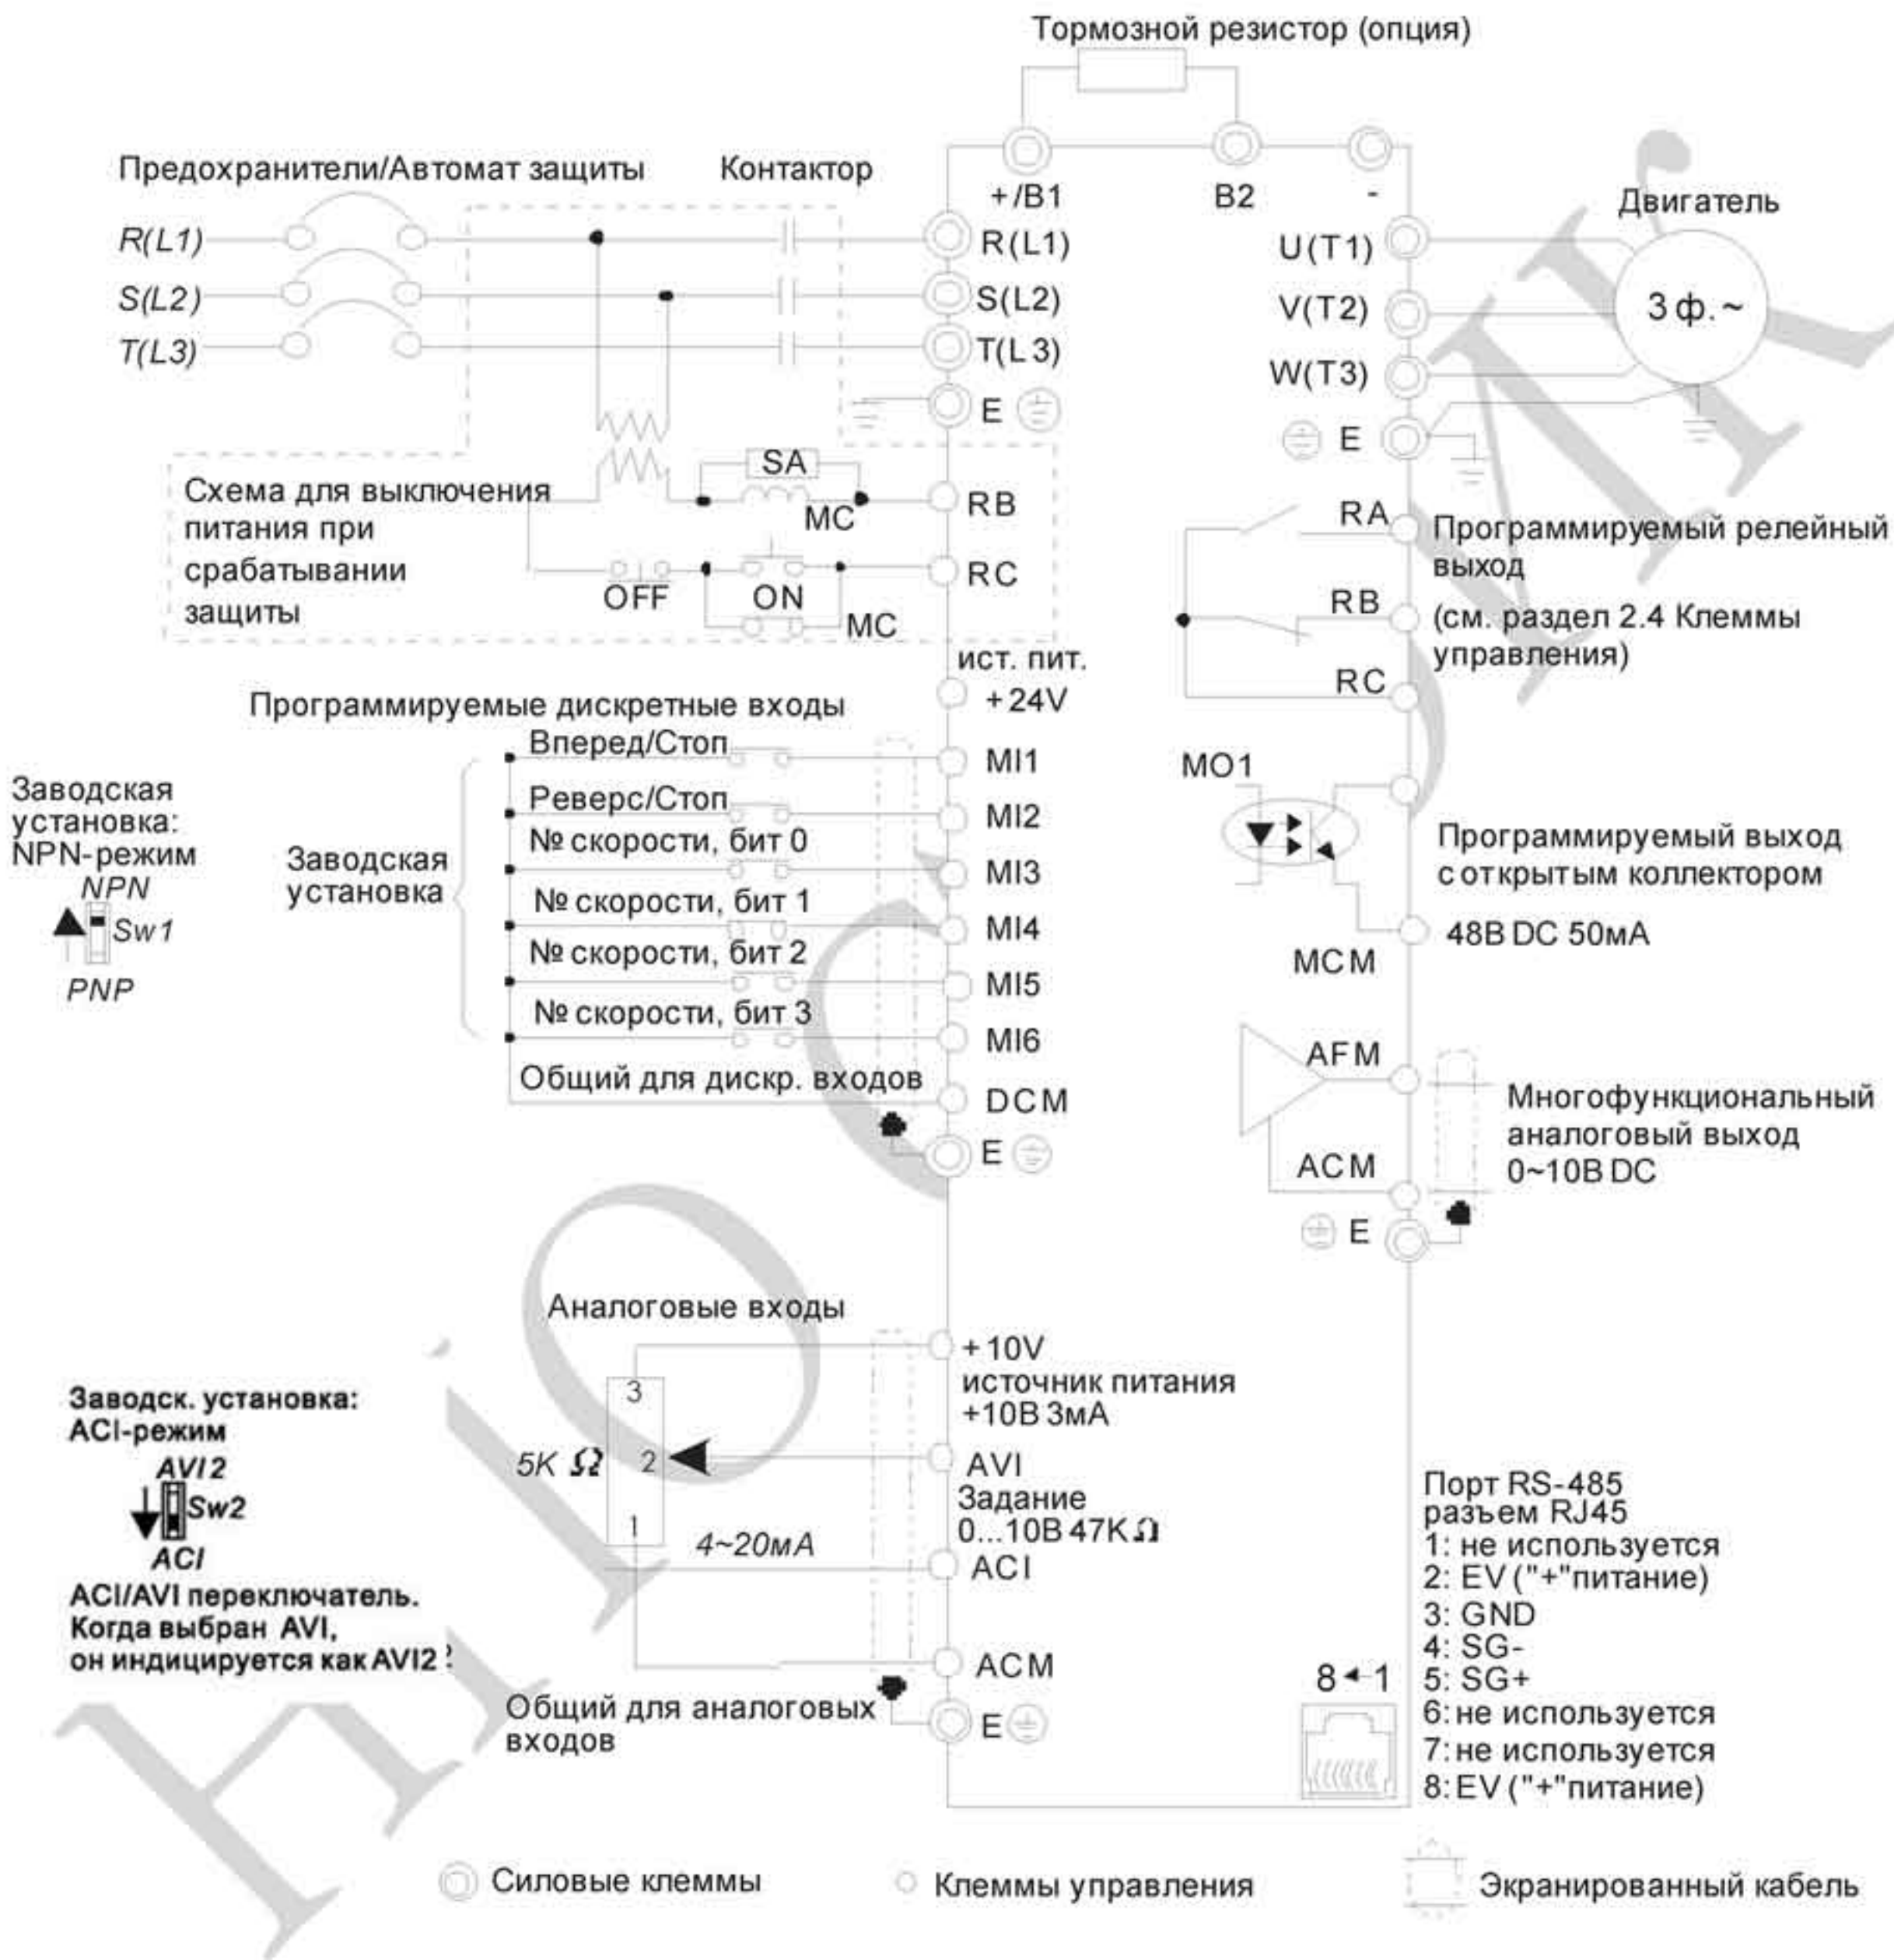 Тормозной резистор (опция)
Предохранители/Автомат защиты
Контактор
+/B1
B2
-
Двигатель
R(L1)
R(L1)
U(T1)
S(L2)
S(L2)
V(T2)
3 ф. ~
T(L3)
T(L3)
W(T3)
E
E
Схема для выключения
питания при
срабатывании
защиты
SA
MC
RB
OFF
ON
RC
MC
RA
Программируемый релейный
выход
RB
(см. раздел 2.4 Клеммы
управления)
RC
ист. пит.
+24V
Программируемые дискретные входы
Вперед/Стоп
MI1
Реверс/Стоп
MI2
№ скорости, бит 0
MI3
№ скорости, бит 1
MI4
№ скорости, бит 2
MI5
№ скорости, бит 3
MI6
Общий для дискр. входов
DCM
E
Заводская
установка:
NPN-режим
NPN
Sw1
PNP
Заводская
установка
MO1
Программируемый выход
с открытым коллектором
48В DC 50мА
MCM
AFM
Многофункциональный
аналоговый выход
0~10В DC
ACM
E
Аналоговые входы
+10V
источник питания
+10В 3мА
3
5K Ω
2
1
AVI
Задание
0...10В 47K Ω
4~20мА
ACI
ACM
Общий для аналоговых
входов
E
Заводск. установка:
ACI-режим
AVI2
Sw2
ACI
ACI/AVI переключатель.
Когда выбран AVI,
он индицируется как AVI2
Порт RS-485
разъем RJ45
1: не используется
2: EV ("+"питание)
3: GND
4: SG-
5: SG+
6: не используется
7: не используется
8: EV ("+"питание)
8
1
Силовые клеммы
Клеммы управления
Экранированный кабель